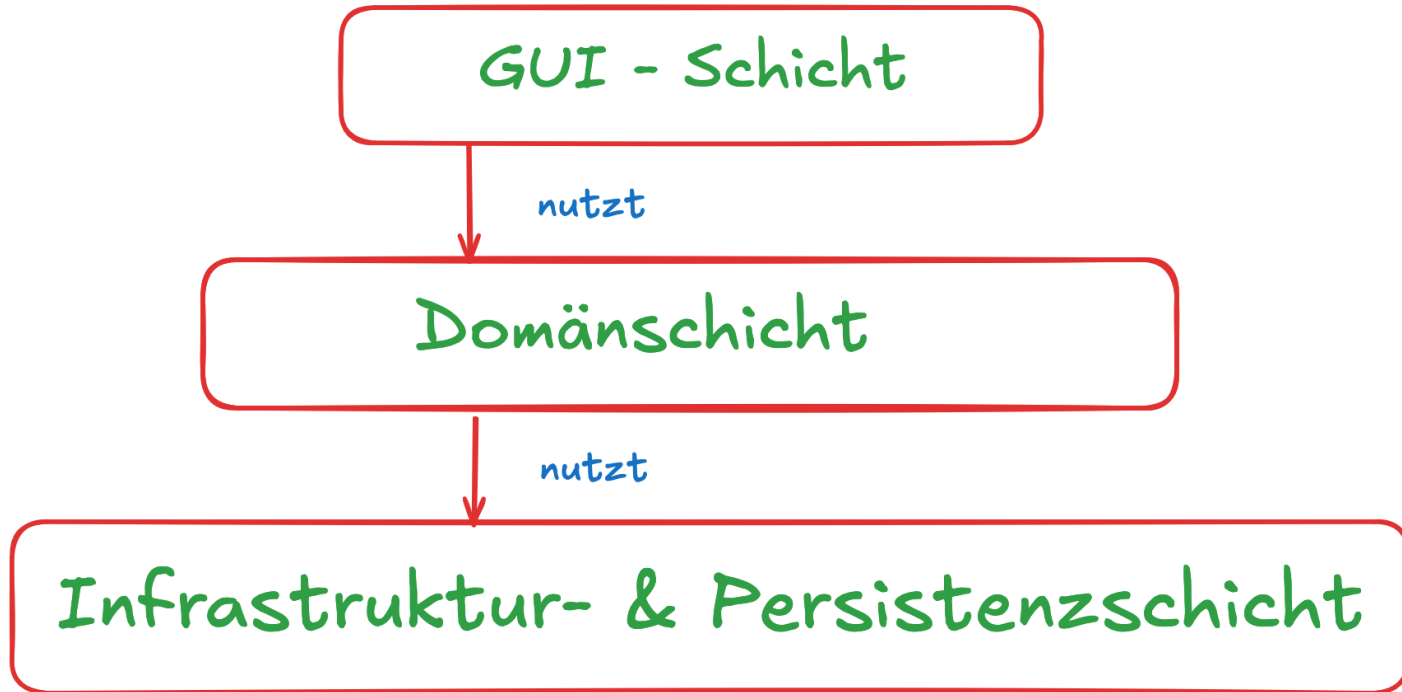 GUI - Schicht
nutzt
Domänschicht
nutzt
Infrastruktur- & Persistenzschicht